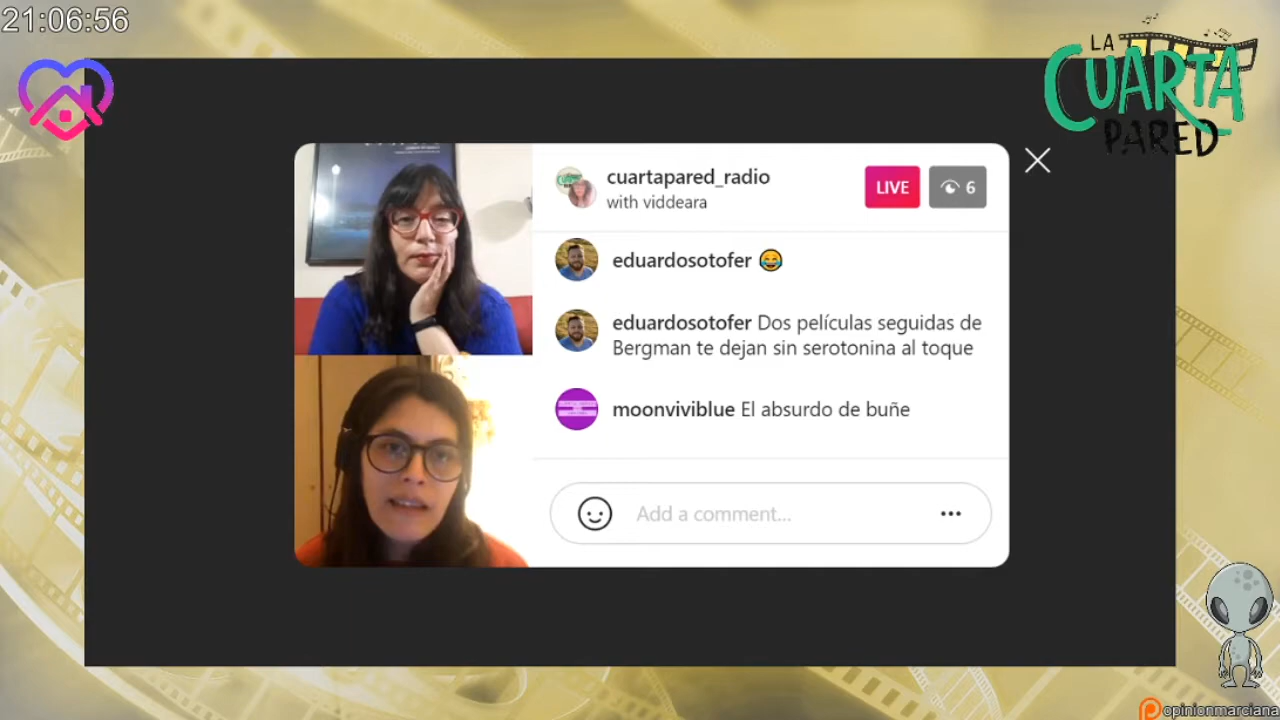 21:06:56
LA
CUARTA
PARED
cuartapared_radio
with viddeara
LIVE
6
eduardosotofer 😂
eduardosotofer Dos películas seguidas de
Bergman te dejan sin serotonina al toque
moonviviblue El absurdo de buñe
Add a comment...
opinionmarciana